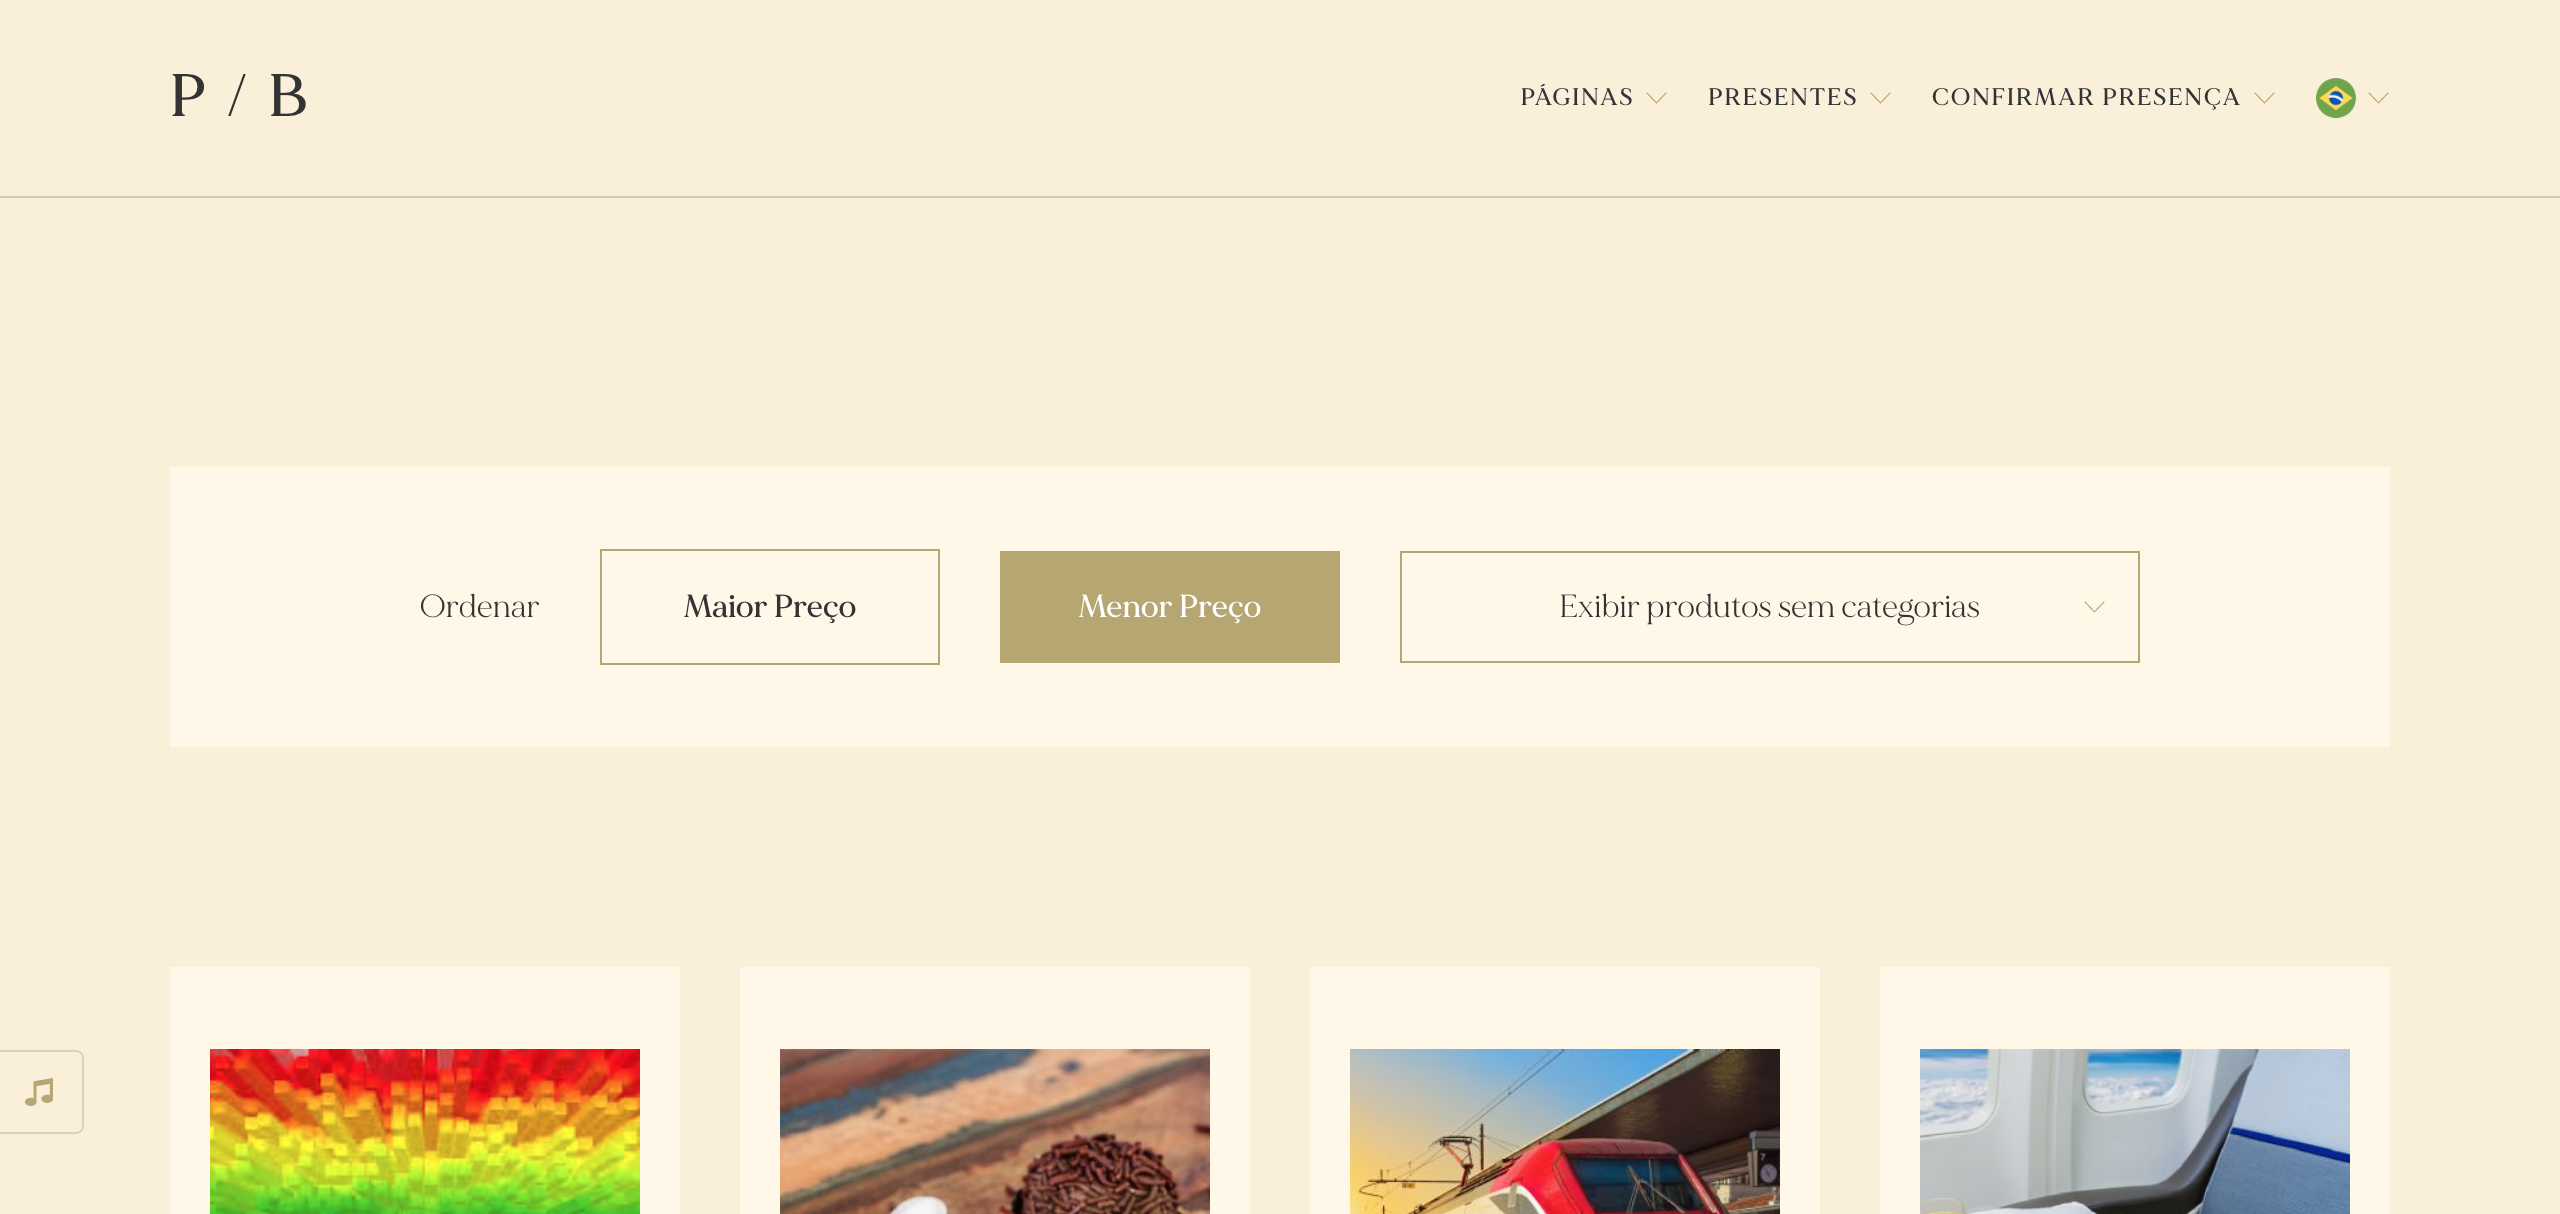 P / B
PÁGINAS
PRESENTES
CONFIRMAR PRESENÇA
Ordenar
Maior Preço
Menor Preço
Exibir produtos sem categorias